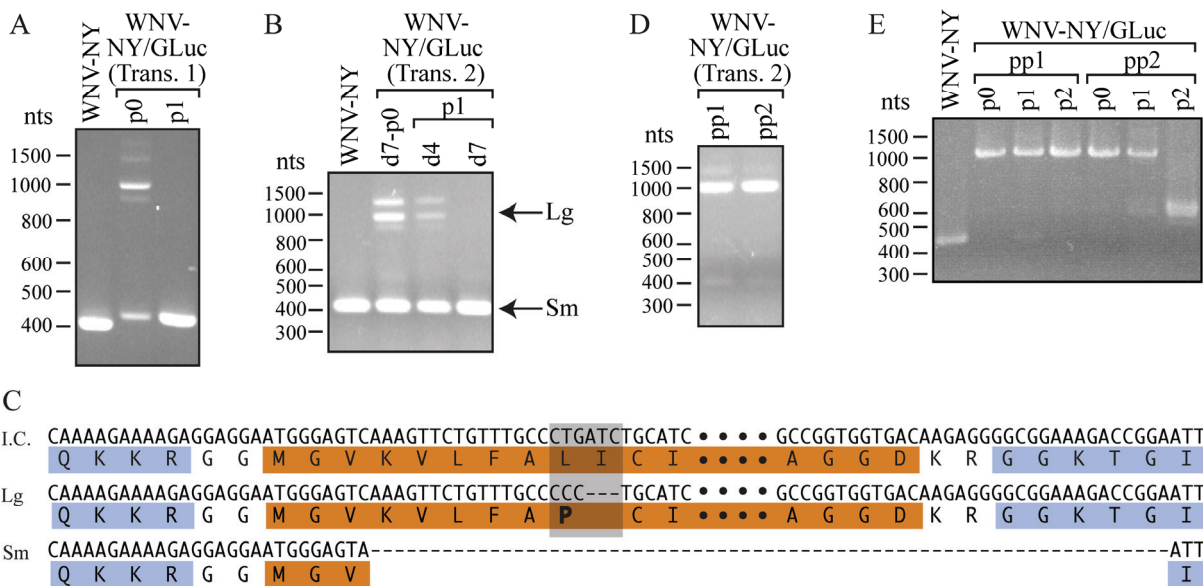 A
WNV-NY
WNV-
NY/GLuc
(Trans. 1)
p0
p1
nts
1500
1000
800
600
500
400
B
WNV-NY
WNV-
NY/GLuc
(Trans. 2)
d7-p0
p1
d4
d7
nts
1500
1000
800
600
500
400
300
Lg
Sm
D
WNV-
NY/GLuc
(Trans. 2)
pp1
pp2
nts
1500
1000
800
600
500
400
300
E
WNV-NY
WNV-NY/GLuc
pp1
pp2
p0
p1
p2
p0
p1
p2
nts
1500
1000
800
600
500
400
300
C
I.C. CAAAAGAAAAGAGGAGGAATGGGAGTCAAAGTTCTGTTTGCCCTGATCTGCATC • • • • GCCGGTGGTGACAAGAGGGGCGGAAAGACCGGAATT
Q K K R G G M G V K V L F A L I C I • • • • A G G D K R G G K T G I
Lg CAAAAGAAAAGAGGAGGAATGGGAGTCAAAGTTCTGTTTGCCCCC---TGCATC • • • • GCCGGTGGTGACAAGAGGGGCGGAAAGACCGGAATT
Q K K R G G M G V K V L F A P C I • • • • A G G D K R G G K T G I
Sm CAAAAGAAAAGAGGAGGAATGGGAGTA--------------------------------------------------------------------ATT
Q K K R G G M G V I